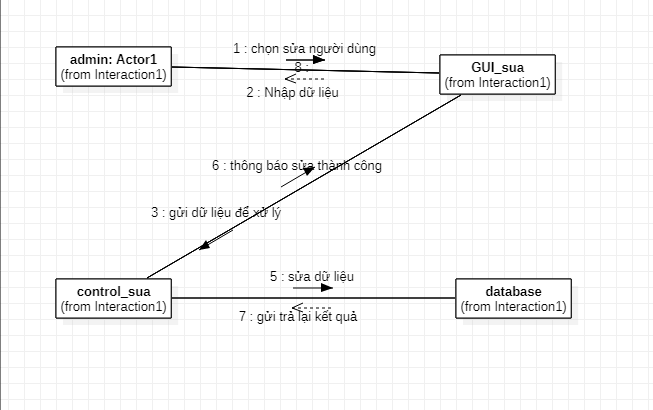 1 : chọn sửa người dùng
admin: Actor1
(from Interaction1)
8 :
GUI_sua
(from Interaction1)
2 : Nhập dữ liệu
6 : thông báo sửa thành công
3 : gửi dữ liệu để xử lý
control_sua
(from Interaction1)
5 : sửa dữ liệu
database
(from Interaction1)
7 : gửi trả lại kết quả